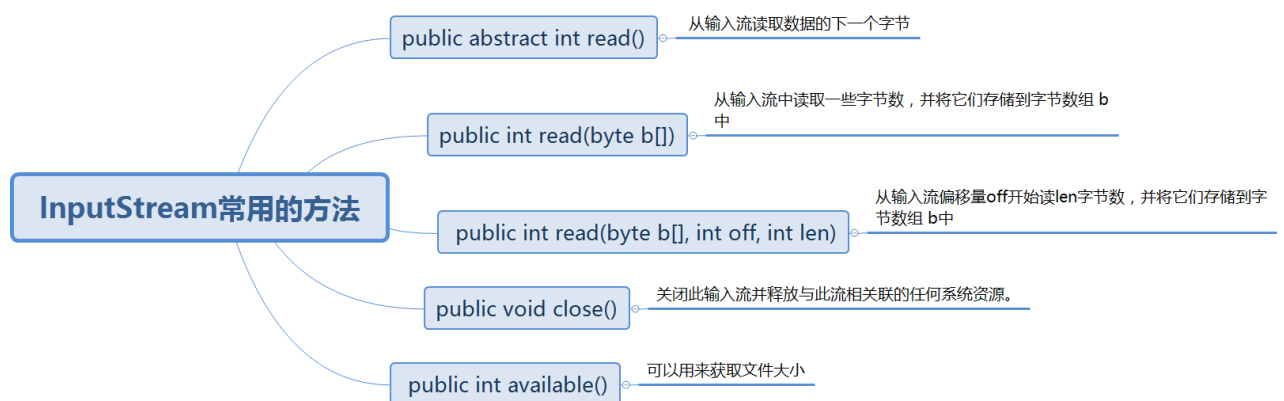 public abstract int read()
从输入流读取数据的下一个字节
从输入流中读取一些字节数，并将它们存储到字节数组 b
中
public int read(byte b[])
InputStream常用的方法
从输入流偏移量off开始读len字节数，并将它们存储到字
节数组 b中
public int read(byte b[], int off, int len)
public void close()
关闭此输入流并释放与此流相关联的任何系统资源。
public int available()
可以用来获取文件大小